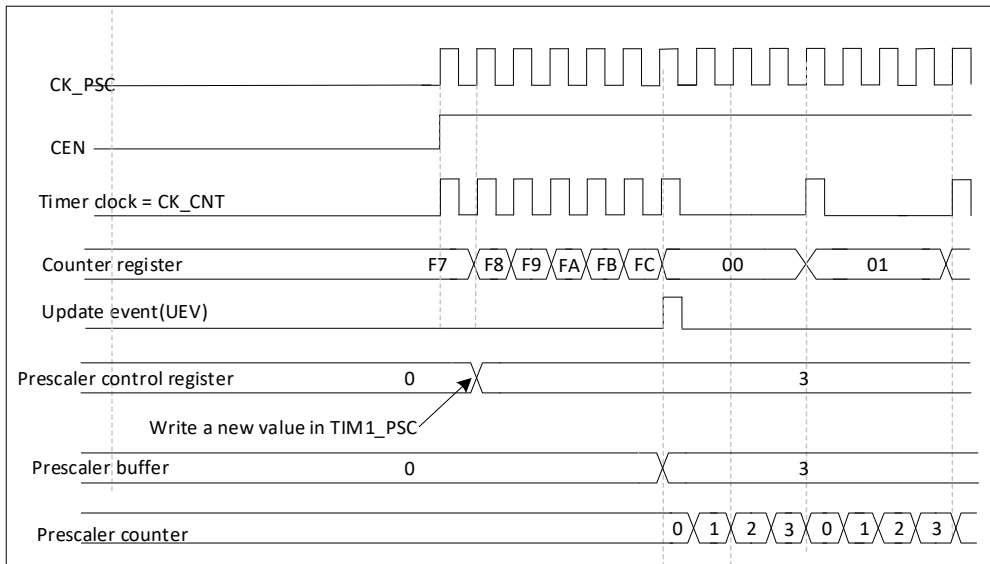 CK_PSC
CEN
Timer clock = CK_CNT
Counter register F7 F8 F9 FA FB FC 00 01
Update event(UEV)
Prescaler control register 0 3
Write a new value in TIM1_PSC
Prescaler buffer 0 3
Prescaler counter 0 1 2 3 0 1 2 3